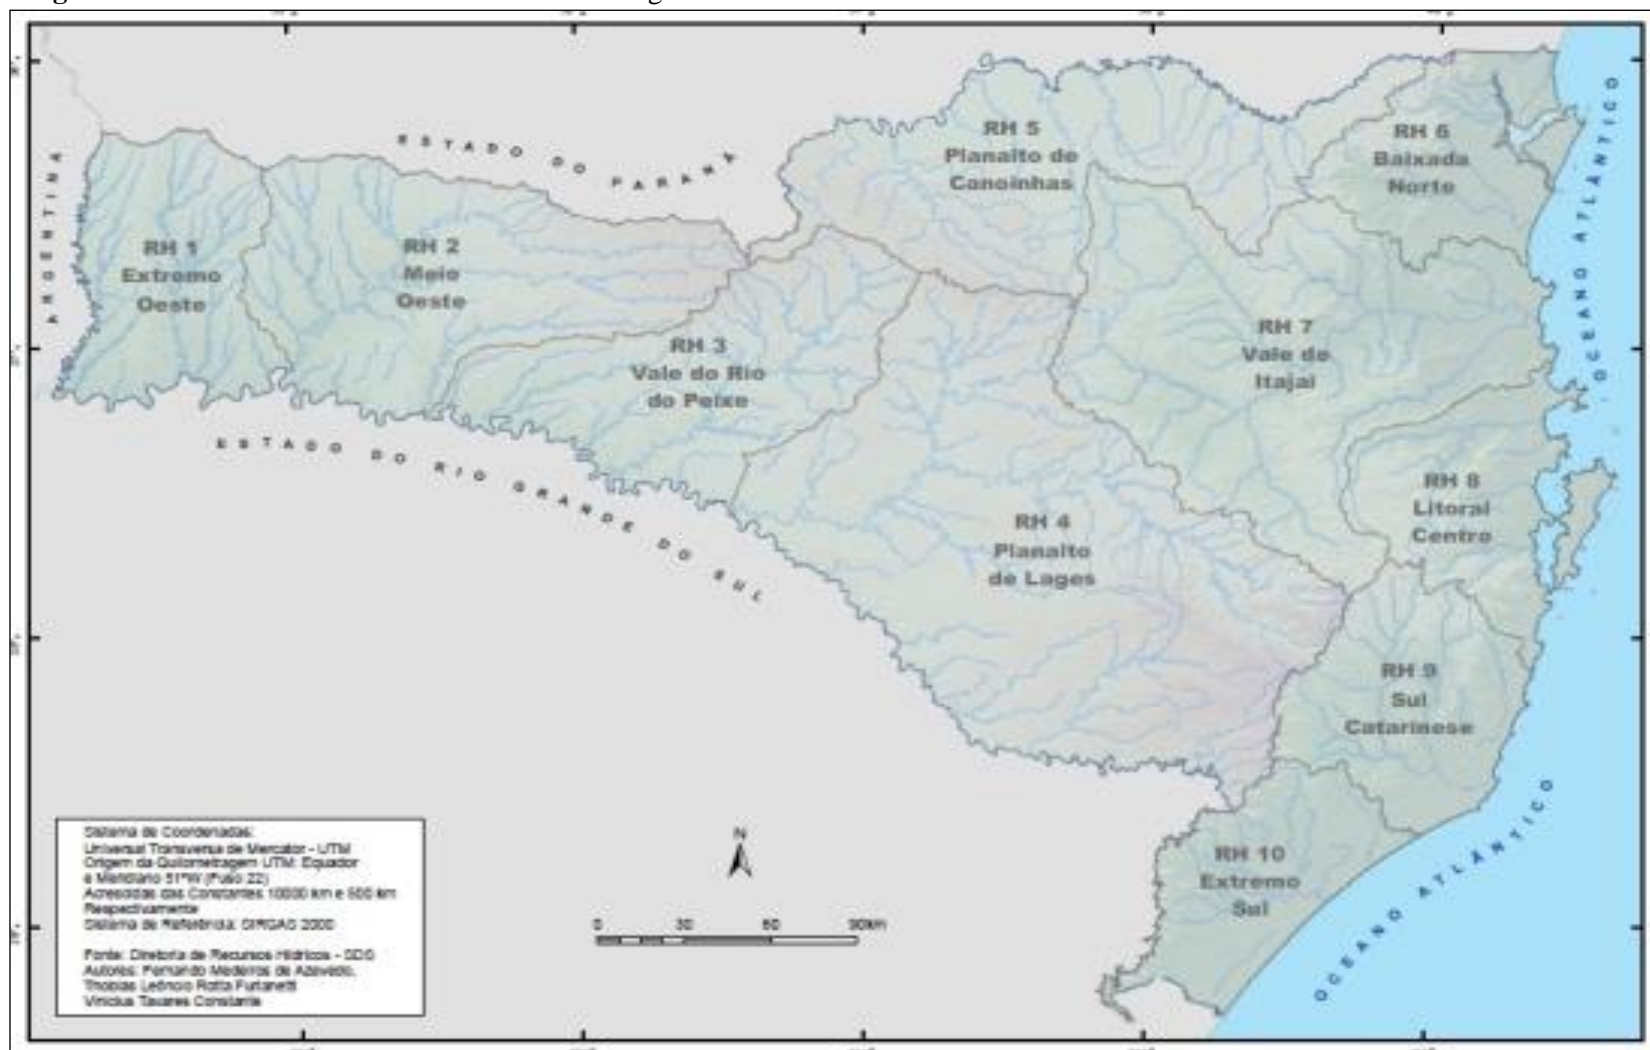 ESTADO DO PARANÁ
ARGENTINA
OCEANO ATLÂNTICO
RH 5
Planalto de
Canoinhas
RH 6
Baixada
Norte
RH 1
Extremo
Oeste
RH 2
Meio
Oeste
RH 3
Vale do Rio
do Peixe
RH 7
Vale de
Itajaí
OCEANO ATLÂNTICO
ESTADO DO RIO GRANDE DO SUL
RH 8
Litoral
Centro
RH 4
Planalto
de Lages
RH 9
Sul
Catarinese
RH 10
Extremo
Sul
OCEANO ATLÂNTICO
N
0 30 60 90km
Sistema de Coordenadas:
Universal Transversa de Mercator - UTM
Origem da Quilometragem UTM: Equador
e Meridiano 51°W (Fuso 22)
Acrescidas das Constantes 10000 km e 500 km
Respectivamente
Sistema de Referência: SIRGAS 2000
Fonte: Diretoria de Recursos Hídricos - SDS
Autores: Fernando Medeiros de Azevedo,
Thobias Leôncio Rotta Furlanetti
Vinicius Tavares Constante